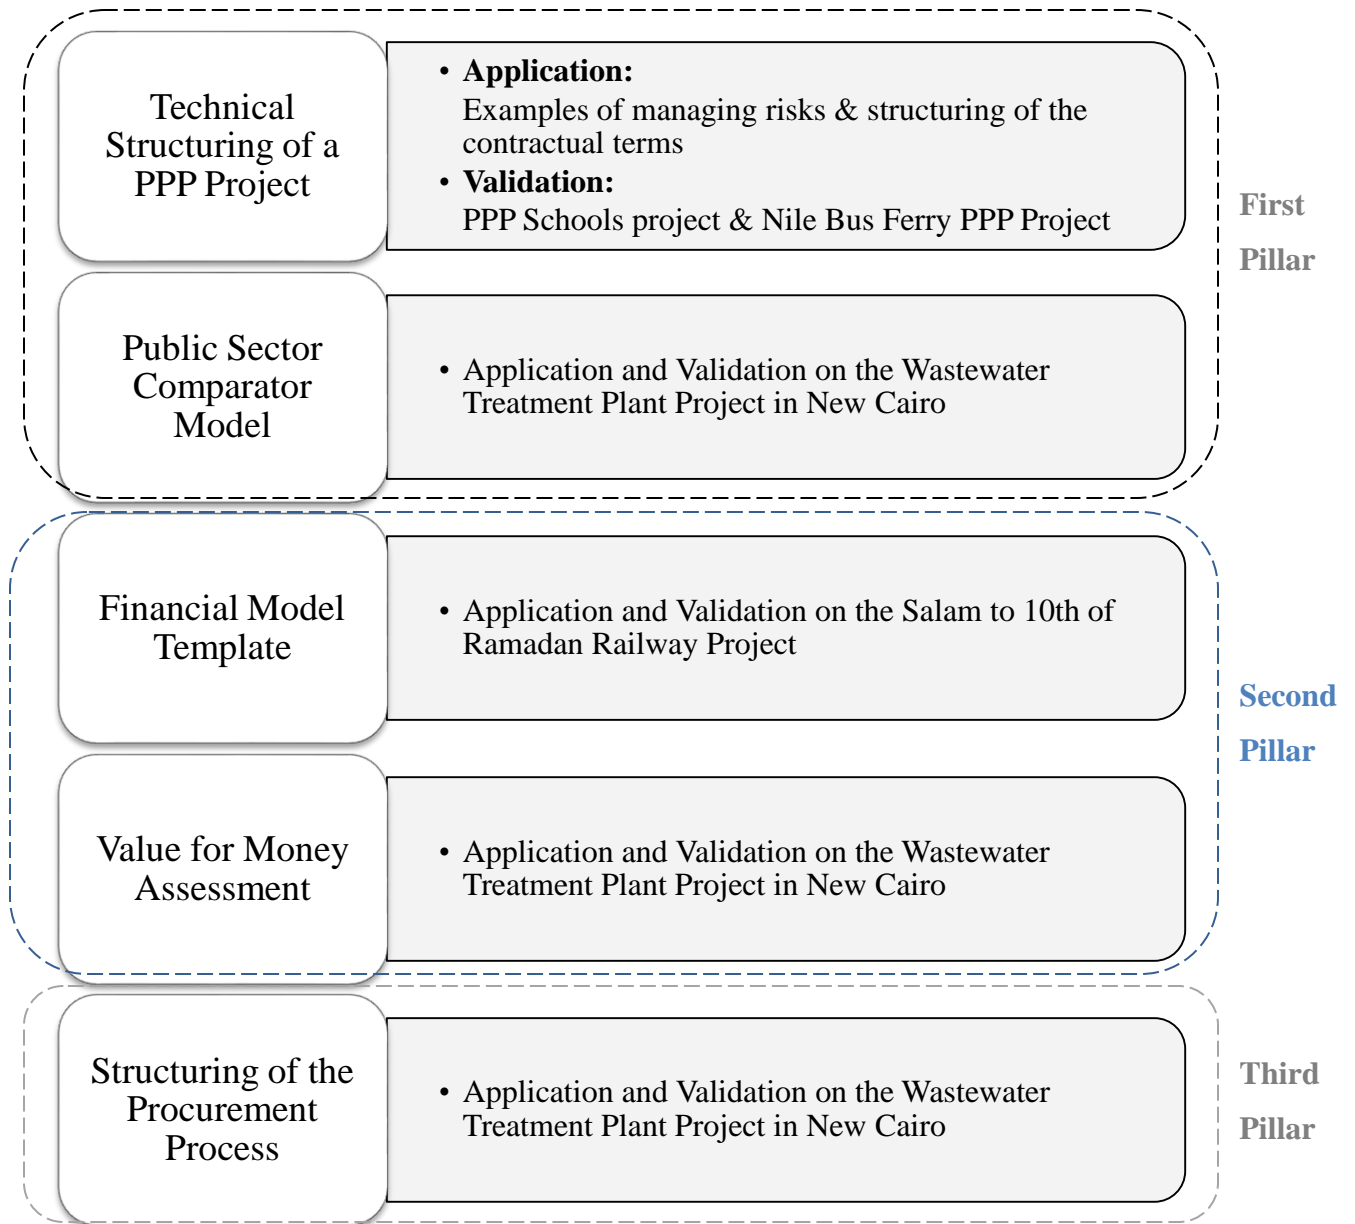 Technical
Structuring of a
PPP Project
• Application:
Examples of managing risks & structuring of the
contractual terms
• Validation:
PPP Schools project & Nile Bus Ferry PPP Project
First
Pillar
Public Sector
Comparator
Model
• Application and Validation on the Wastewater
Treatment Plant Project in New Cairo
Financial Model
Template
• Application and Validation on the Salam to 10th of
Ramadan Railway Project
Second
Pillar
Value for Money
Assessment
• Application and Validation on the Wastewater
Treatment Plant Project in New Cairo
Structuring of the
Procurement
Process
• Application and Validation on the Wastewater
Treatment Plant Project in New Cairo
Third
Pillar